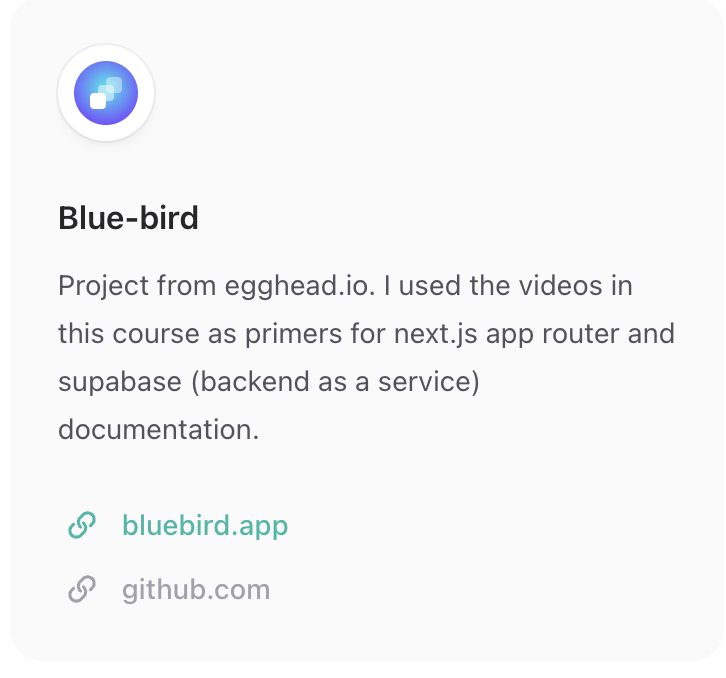 Blue-bird
Project from egghead.io. I used the videos in
this course as primers for next.js app router and
supabase (backend as a service)
documentation.
bluebird.app
github.com